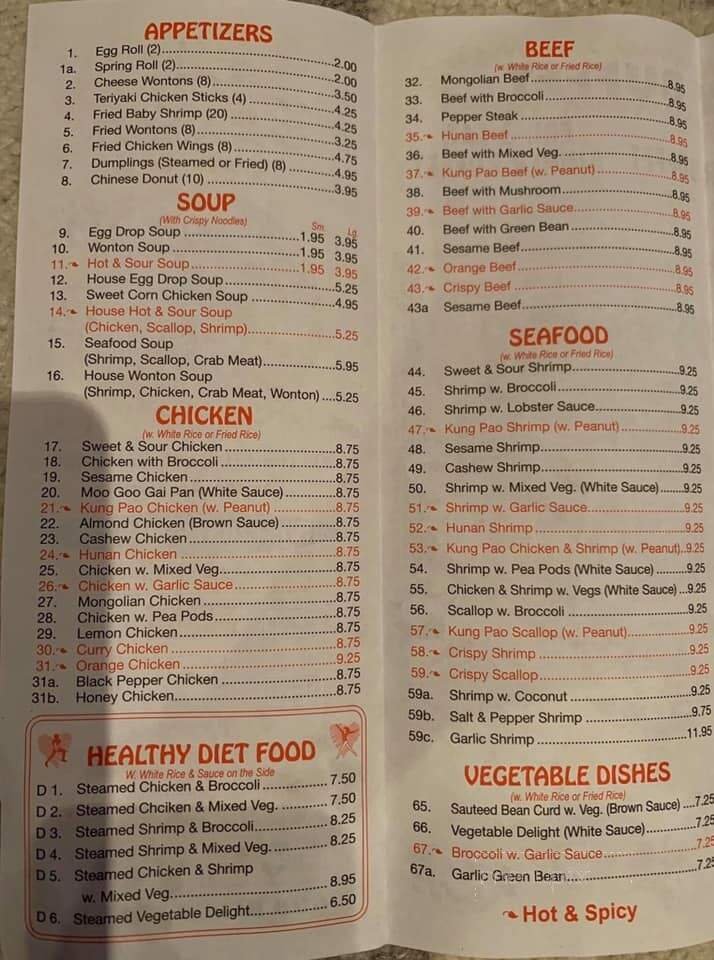 APPETIZERS
1. Egg Roll (2)...2.00
1a. Spring Roll (2)...2.00
2. Cheese Wontons (8)...3.50
3. Teriyaki Chicken Sticks (4)...4.25
4. Fried Baby Shrimp (20)...4.25
5. Fried Wontons (8)...3.25
6. Fried Chicken Wings (8)...4.75
7. Dumplings (Steamed or Fried) (8)...4.95
8. Chinese Donut (10)...3.95
SOUP
(With Crispy Noodles)
Sm. Lg.
9. Egg Drop Soup...1.95 3.95
10. Wonton Soup...1.95 3.95
11. Hot & Sour Soup...1.95 3.95
12. House Egg Drop Soup...5.25
13. Sweet Corn Chicken Soup...4.95
14. House Hot & Sour Soup
(Chicken, Scallop, Shrimp)...5.25
15. Seafood Soup
(Shrimp, Scallop, Crab Meat)...5.95
16. House Wonton Soup
(Shrimp, Chicken, Crab Meat, Wonton)...5.25
CHICKEN
(w. White Rice or Fried Rice)
17. Sweet & Sour Chicken...8.75
18. Chicken with Broccoli...8.75
19. Sesame Chicken...8.75
20. Moo Goo Gai Pan (White Sauce)...8.75
21. Kung Pao Chicken (w. Peanut)...8.75
22. Almond Chicken (Brown Sauce)...8.75
23. Cashew Chicken...8.75
24. Hunan Chicken...8.75
25. Chicken w. Mixed Veg...8.75
26. Chicken w. Garlic Sauce...8.75
27. Mongolian Chicken...8.75
28. Chicken w. Pea Pods...8.75
29. Lemon Chicken...8.75
30. Curry Chicken...8.75
31. Orange Chicken...9.25
31a. Black Pepper Chicken...8.75
31b. Honey Chicken...8.75
HEALTHY DIET FOOD
W. White Rice & Sauce on the Side
D 1. Steamed Chicken & Broccoli...7.50
D 2. Steamed Chciken & Mixed Veg. ...7.50
D 3. Steamed Shrimp & Broccoli...8.25
D 4. Steamed Shrimp & Mixed Veg. ...8.25
D 5. Steamed Chicken & Shrimp
w. Mixed Veg...8.95
D 6. Steamed Vegetable Delight...6.50
BEEF
(w. White Rice or Fried Rice)
32. Mongolian Beef...8.95
33. Beef with Broccoli...8.95
34. Pepper Steak...8.95
35. Hunan Beef...8.95
36. Beef with Mixed Veg. ...8.95
37. Kung Pao Beef (w. Peanut)...8.95
38. Beef with Mushroom...8.95
39. Beef with Garlic Sauce...8.95
40. Beef with Green Bean...8.95
41. Sesame Beef...8.95
42. Orange Beef...8.95
43. Crispy Beef...8.95
43a Sesame Beef...8.95
SEAFOOD
(w. White Rice or Fried Rice)
44. Sweet & Sour Shrimp...9.25
45. Shrimp w. Broccoli...9.25
46. Shrimp w. Lobster Sauce...9.25
47. Kung Pao Shrimp (w. Peanut)...9.25
48. Sesame Shrimp...9.25
49. Cashew Shrimp...9.25
50. Shrimp w. Mixed Veg. (White Sauce)...9.25
51. Shrimp w. Garlic Sauce...9.25
52. Hunan Shrimp...9.25
53. Kung Pao Chicken & Shrimp (w. Peanut)..9.25
54. Shrimp w. Pea Pods (White Sauce)...9.25
55. Chicken & Shrimp w. Vegs (White Sauce)...9.25
56. Scallop w. Broccoli...9.25
57. Kung Pao Scallop (w. Peanut)...9.25
58. Crispy Shrimp...9.25
59. Crispy Scallop...9.25
59a. Shrimp w. Coconut...9.25
59b. Salt & Pepper Shrimp...9.75
59c. Garlic Shrimp...11.95
VEGETABLE DISHES
(w. White Rice or Fried Rice)
65. Sauteed Bean Curd w. Veg. (Brown Sauce)...7.25
66. Vegetable Delight (White Sauce)...7.25
67. Broccoli w. Garlic Sauce...7.25
67a. Garlic Green Bean...7.25
Hot & Spicy